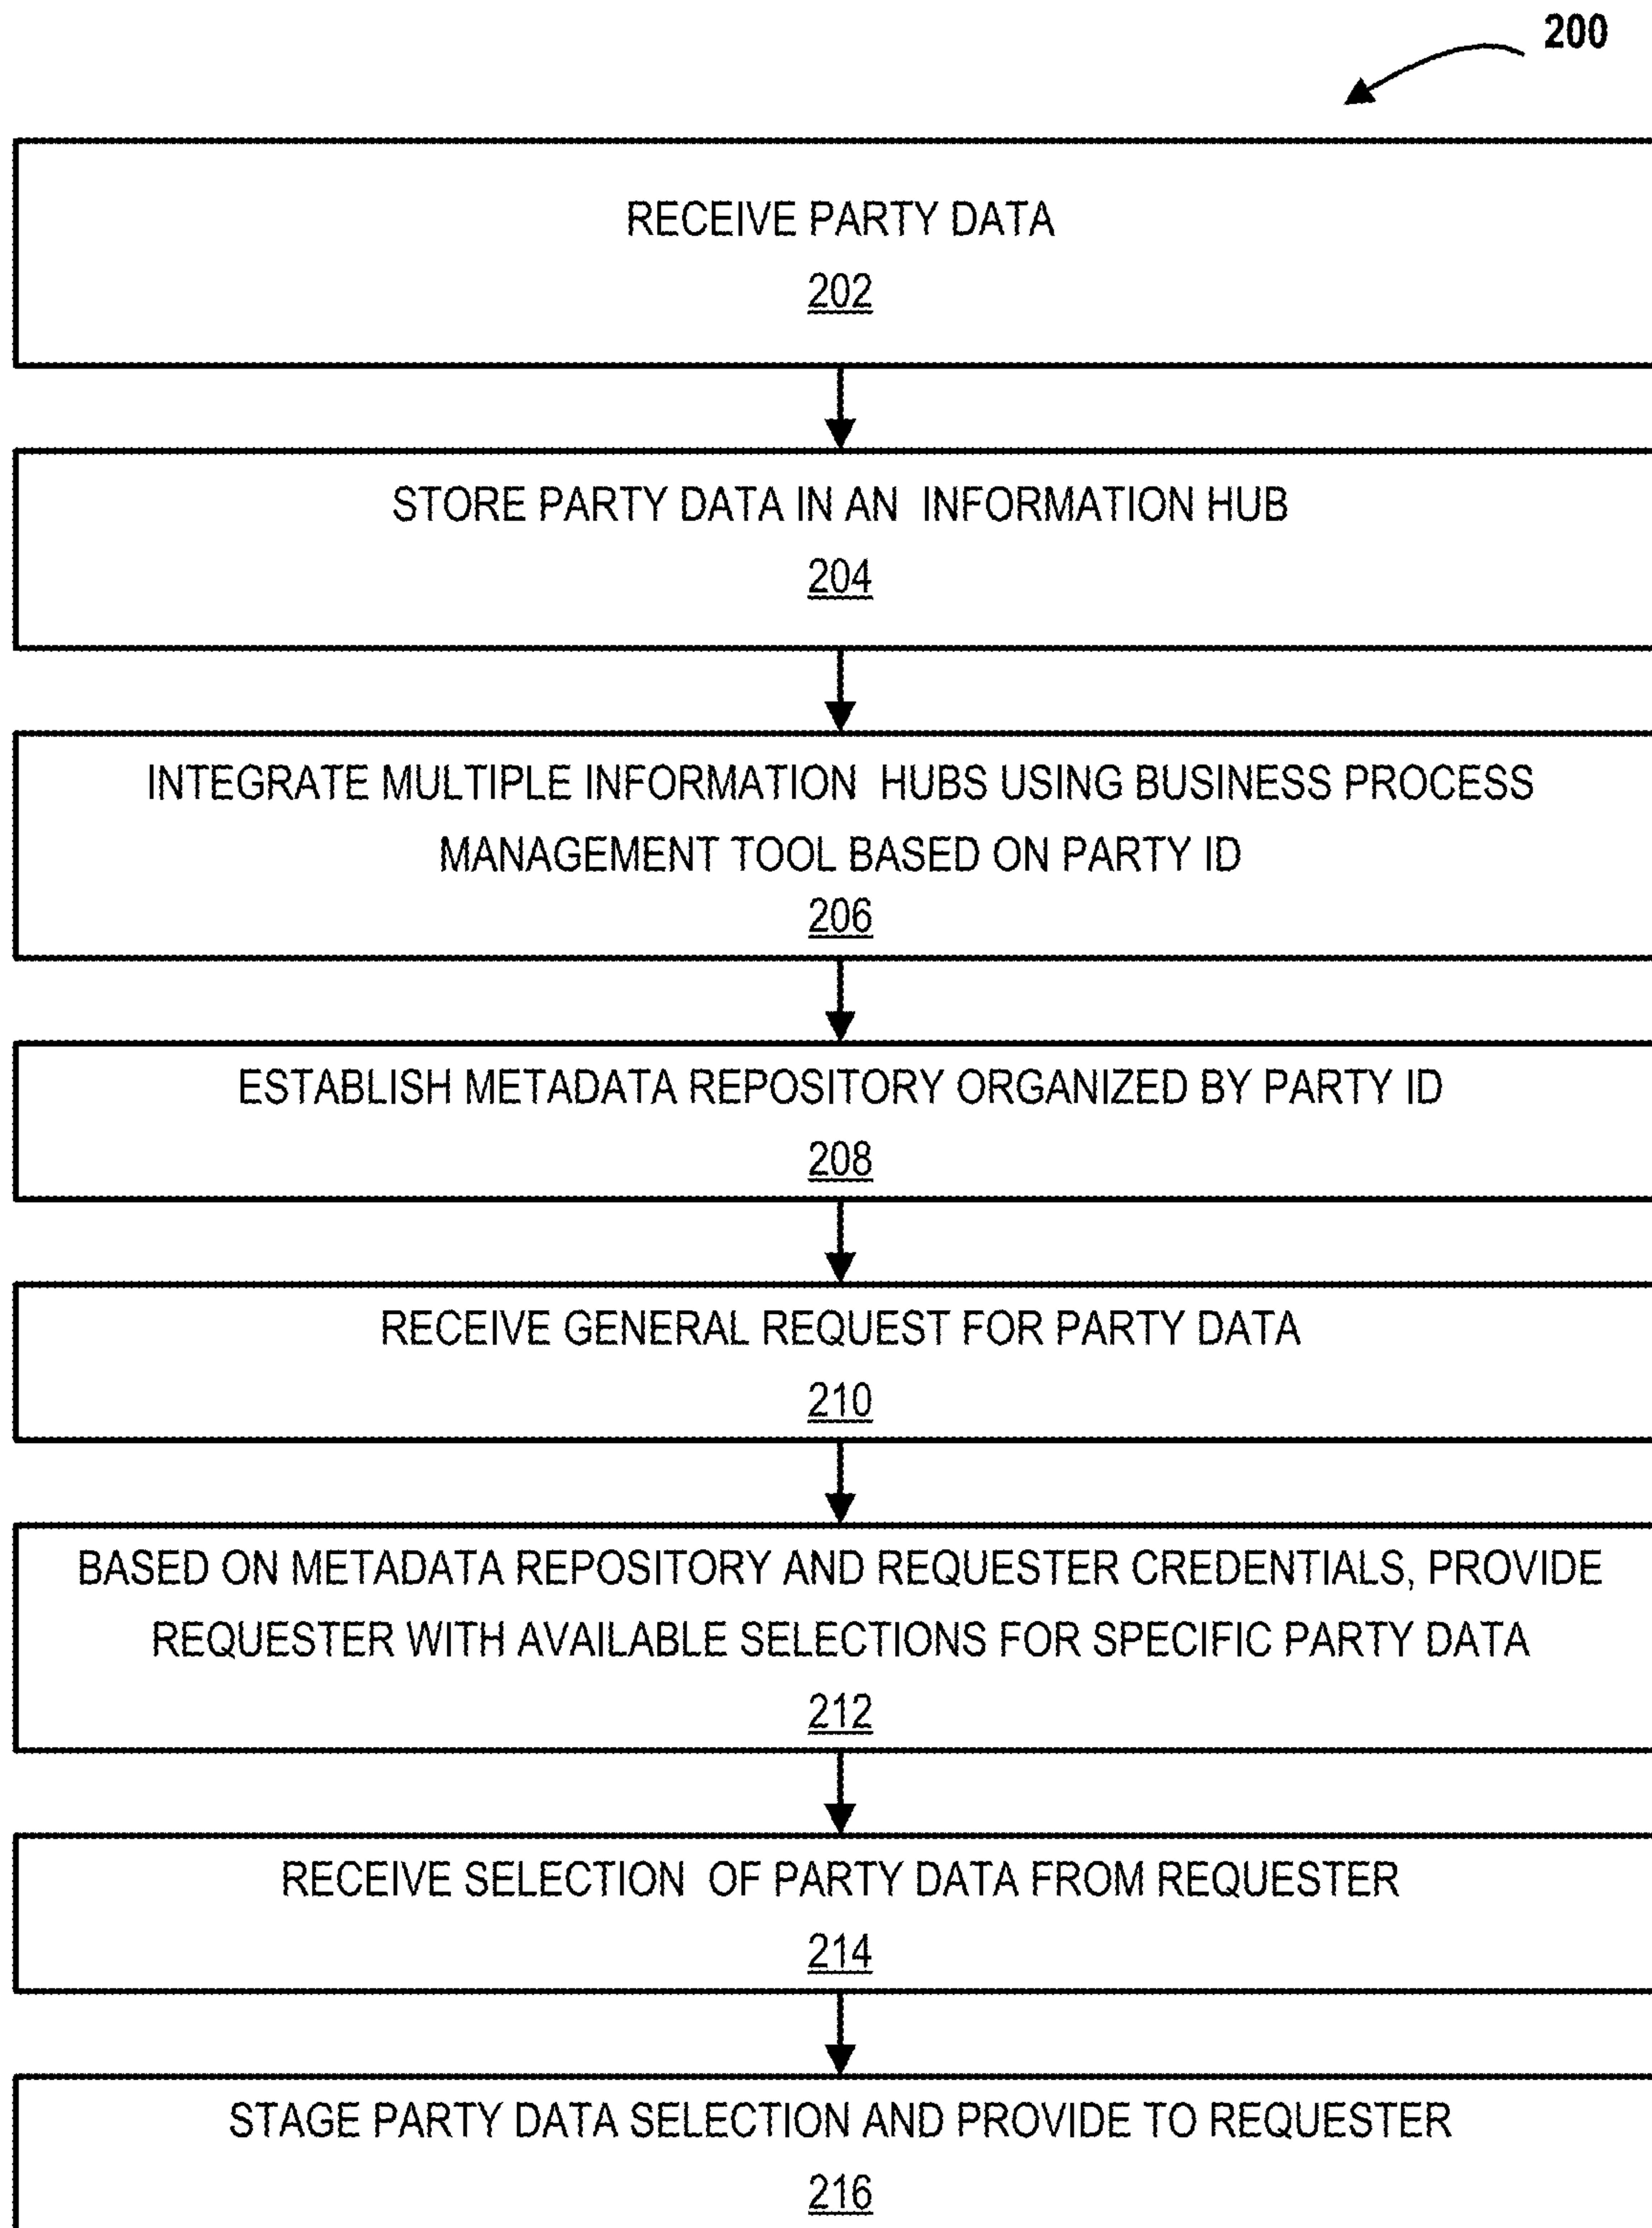 200
RECEIVE PARTY DATA
202
STORE PARTY DATA IN AN INFORMATION HUB
204
INTEGRATE MULTIPLE INFORMATION HUBS USING BUSINESS PROCESS
MANAGEMENT TOOL BASED ON PARTY ID
206
ESTABLISH METADATA REPOSITORY ORGANIZED BY PARTY ID
208
RECEIVE GENERAL REQUEST FOR PARTY DATA
210
BASED ON METADATA REPOSITORY AND REQUESTER CREDENTIALS, PROVIDE
REQUESTER WITH AVAILABLE SELECTIONS FOR SPECIFIC PARTY DATA
212
RECEIVE SELECTION OF PARTY DATA FROM REQUESTER
214
STAGE PARTY DATA SELECTION AND PROVIDE TO REQUESTER
216